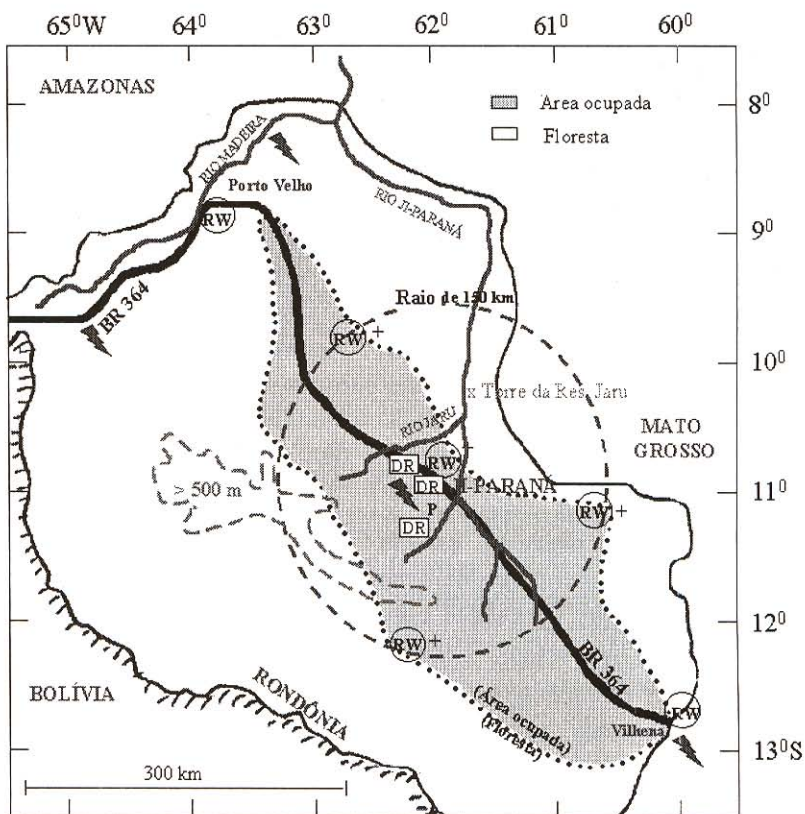 65⁰W 64⁰ 63⁰ 62⁰ 61⁰ 60⁰
AMAZONAS
Area ocupada
Floresta
8⁰
RIO MADEIRA
Porto Velho
RIO JI-PARANÁ
RW
9⁰
BR 364
Raio de 150 km
RW +
10⁰
x Torre da Res. Jaru
RIO JARU
MATO
GROSSO
RW
DR
DR
I-PARANÁ
> 500 m
11⁰
P
RW +
DR
12⁰
RW +
BR 364
BOLÍVIA
RONDÔNIA
(Área ocupada)
(Floresta)
RW
Vilhena
13⁰S
300 km